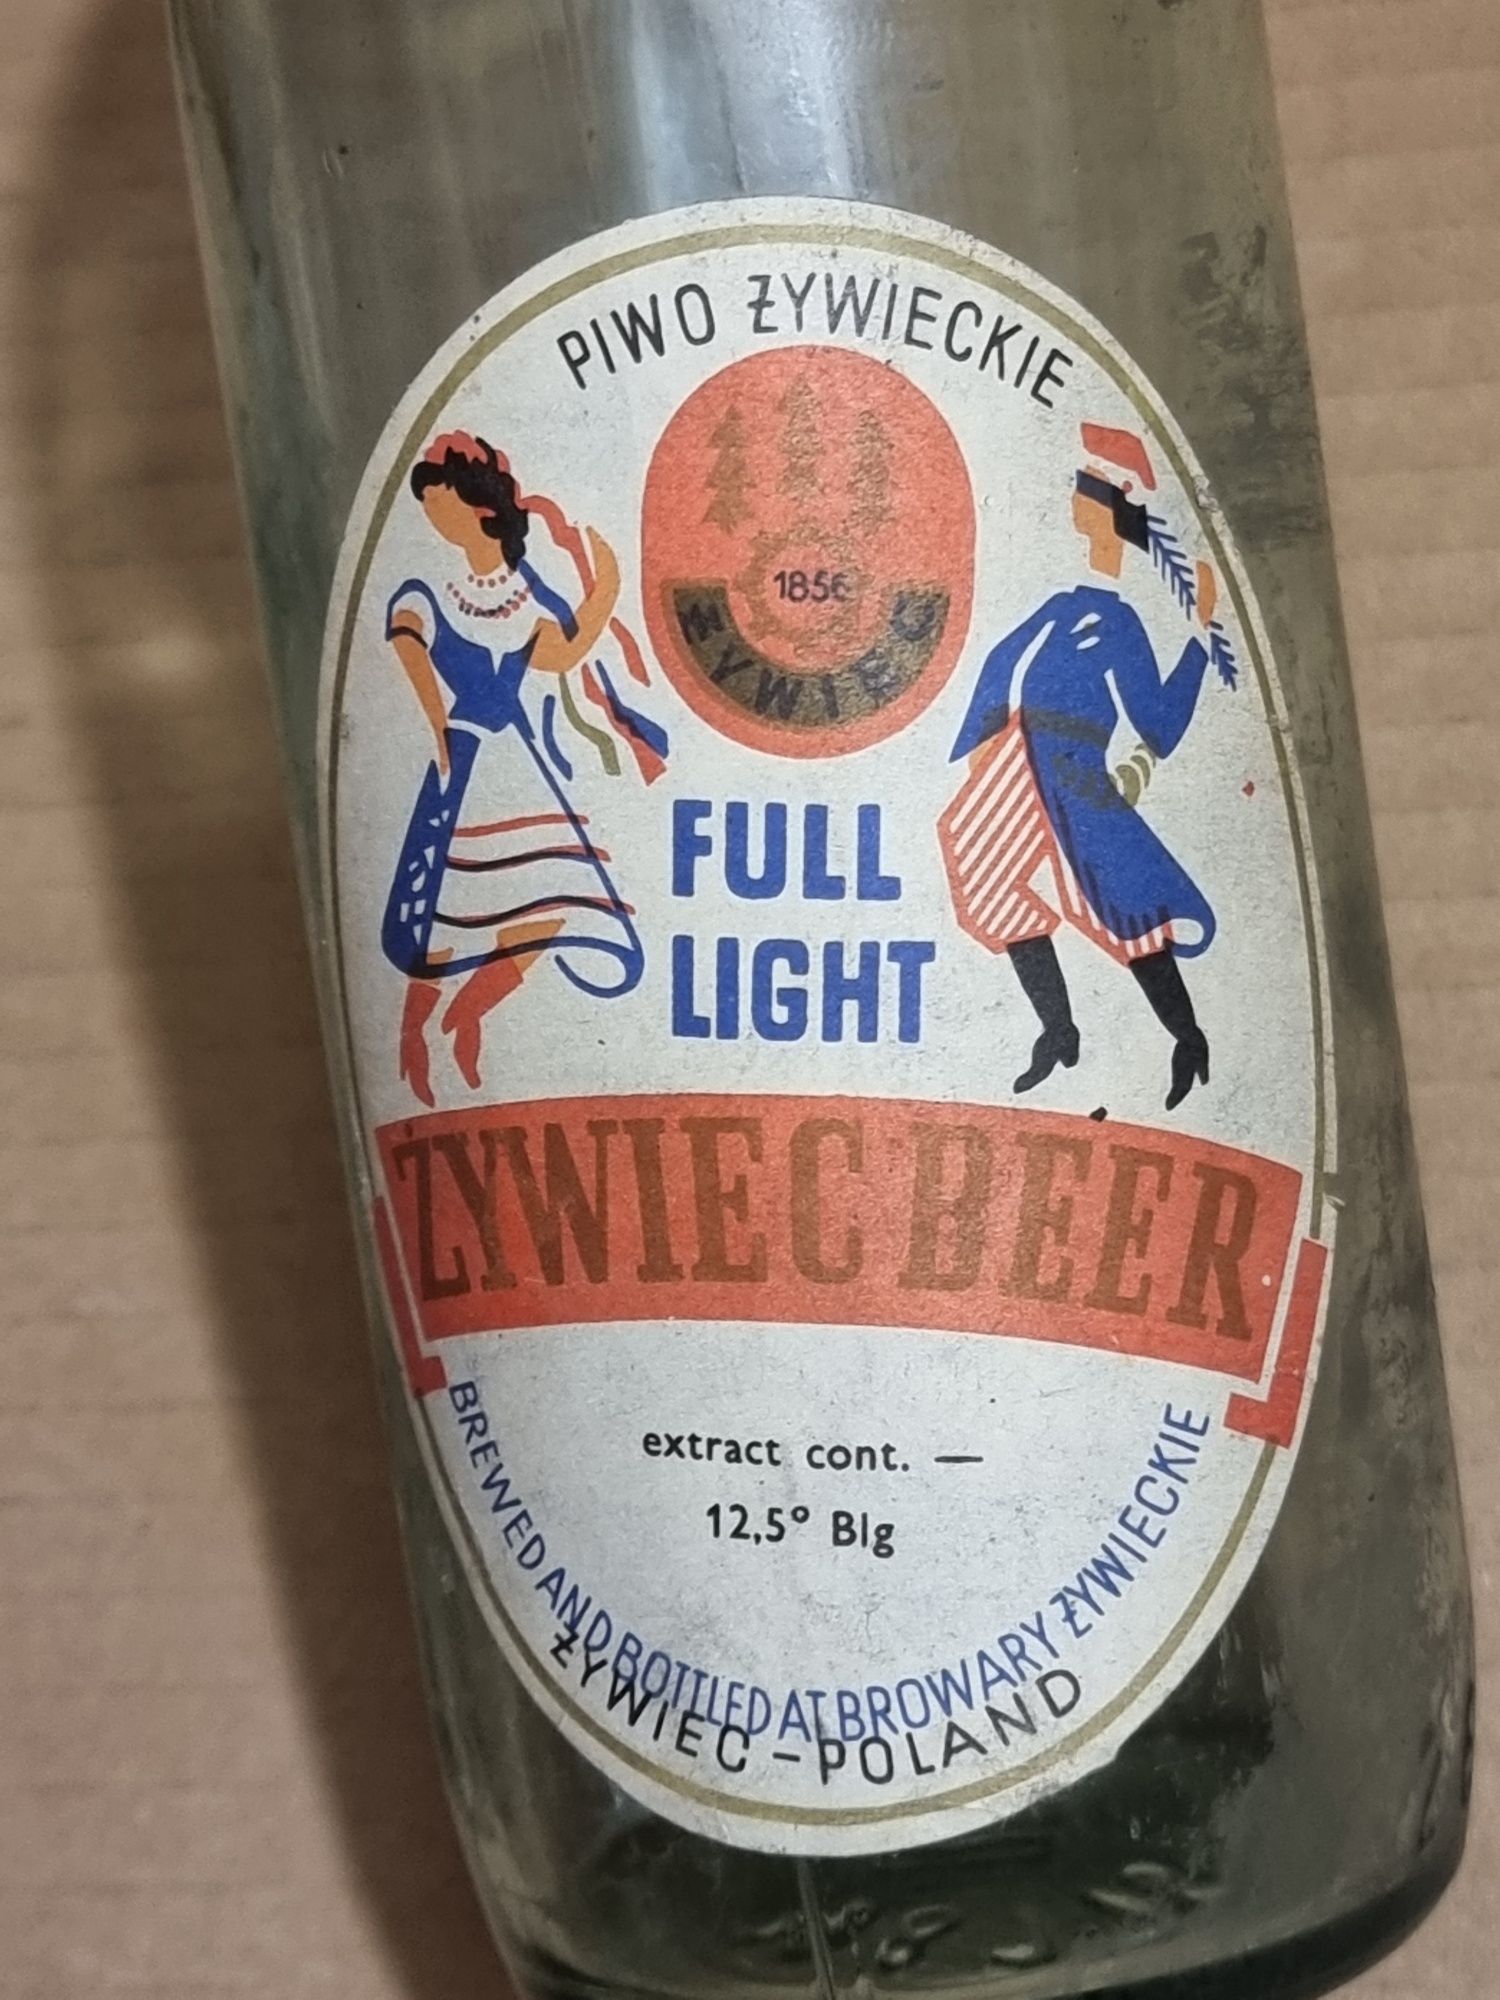 PIWO ŻYWIECKIE
1856
ŻYWIEC
FULL
LIGHT
ŻYWIEC BEER
extract cont. —
12,5° Blg
BREWED AND BOTTLED AT BROWARY ŻYWIECKIE
ŻYWIEC – POLAND